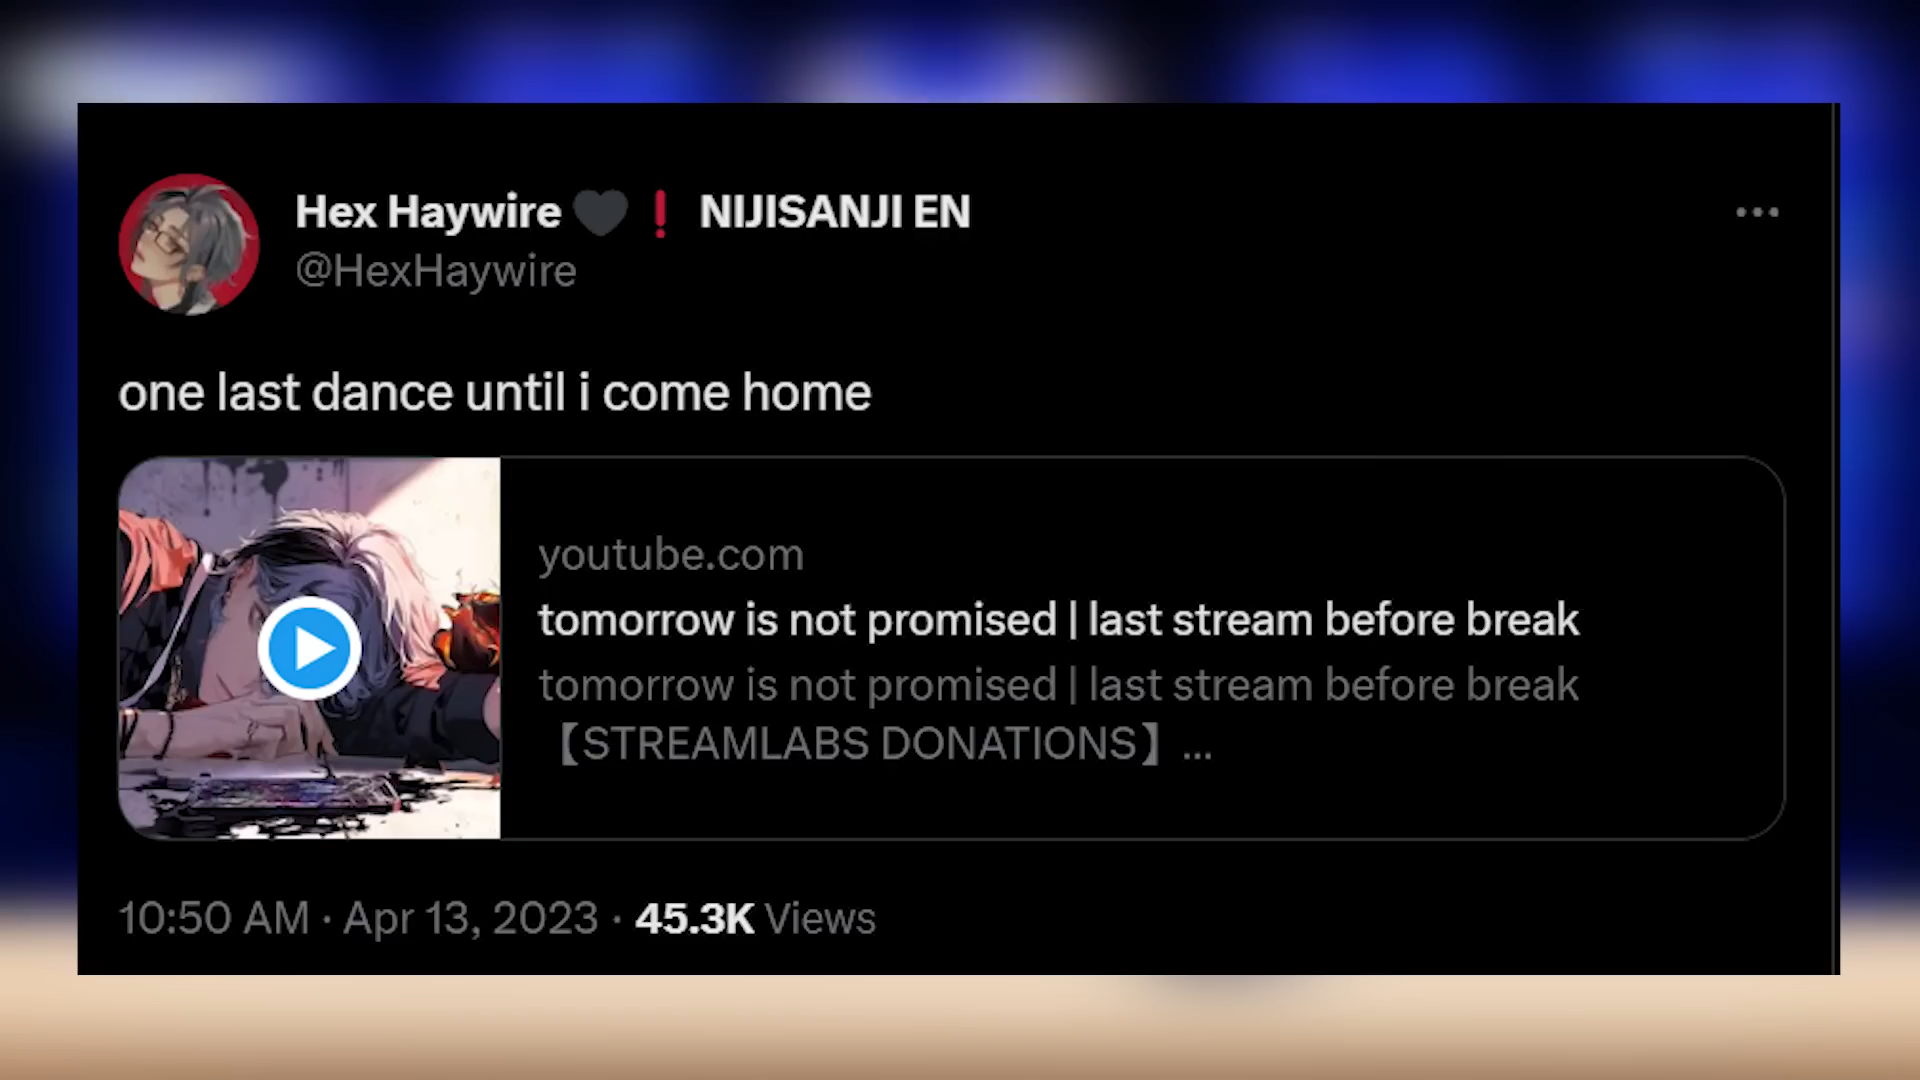 Hex Haywire🖤❗ NIJISANJI EN
@HexHaywire
one last dance until i come home
youtube.com
tomorrow is not promised | last stream before break
tomorrow is not promised | last stream before break
【STREAMLABS DONATIONS】 ...
10:50 AM · Apr 13, 2023 · 45.3K Views